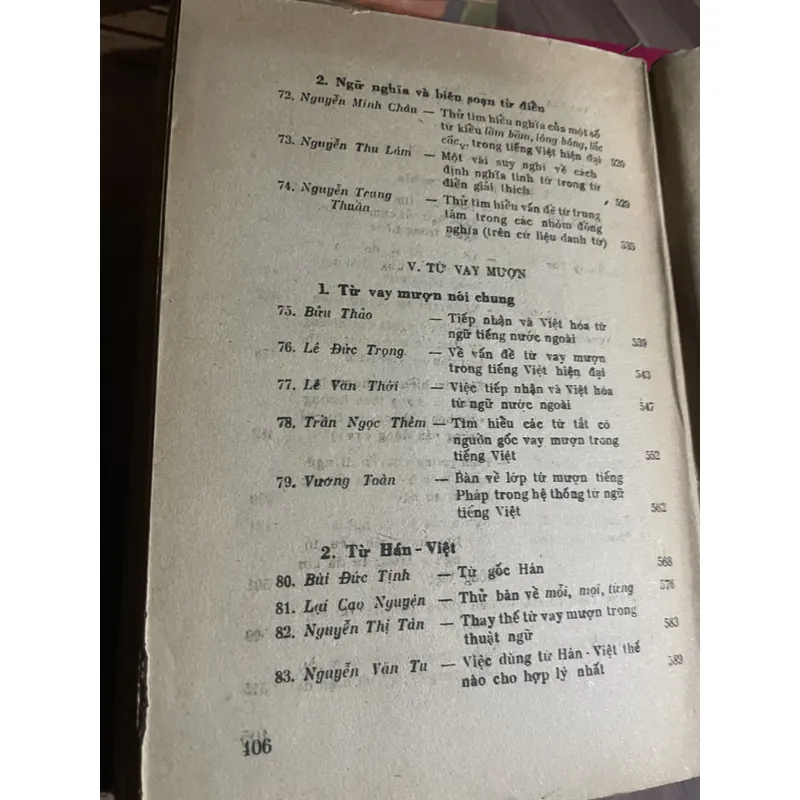 2. Ngữ nghĩa và biên soạn từ điển
72. Nguyễn Minh Châu — Thử tìm hiểu nghĩa của một số
từ kiểu làm bàm, lòng bòng, lấc
cấc, trong tiếng Việt hiện đại 526
73. Nguyễn Thu Lâm — Một vài suy nghĩ về cách
định nghĩa tính từ trong từ
điển giải thích 529
74. Nguyễn Trung — Thử tìm hiểu vấn đề từ trung
Thuần tâm trong các nhóm đồng
nghĩa (trên cứ liệu danh từ) 535
V. TỪ VAY MƯỢN
1. Từ vay mượn nói chung
75. Bửu Thảo — Tiếp nhận và Việt hóa từ
ngữ tiếng nước ngoài 539
76. Lê Đức Trọng — Về vấn đề từ vay mượn
trong tiếng Việt hiện đại 543
77. Lê Văn Thới — Việc tiếp nhận và Việt hóa
từ ngữ nước ngoài 547
78. Trần Ngọc Thêm — Tìm hiểu các từ tắt có
nguồn gốc vay mượn trong
tiếng Việt 552
79. Vương Toàn — Bàn về lớp từ mượn tiếng
Pháp trong hệ thống từ ngữ
tiếng Việt 562
2. Từ Hán-Việt
80. Bùi Đức Tịnh — Từ gốc Hán 568
81. Lại Cao Nguyện — Thử bàn về mỗi, mọi, từng 576
82. Nguyễn Thị Tân — Thay thế từ vay mượn trong
thuật ngữ 583
83. Nguyễn Văn Tu — Việc dùng từ Hán-Việt thế
nào cho hợp lý nhất 589
406